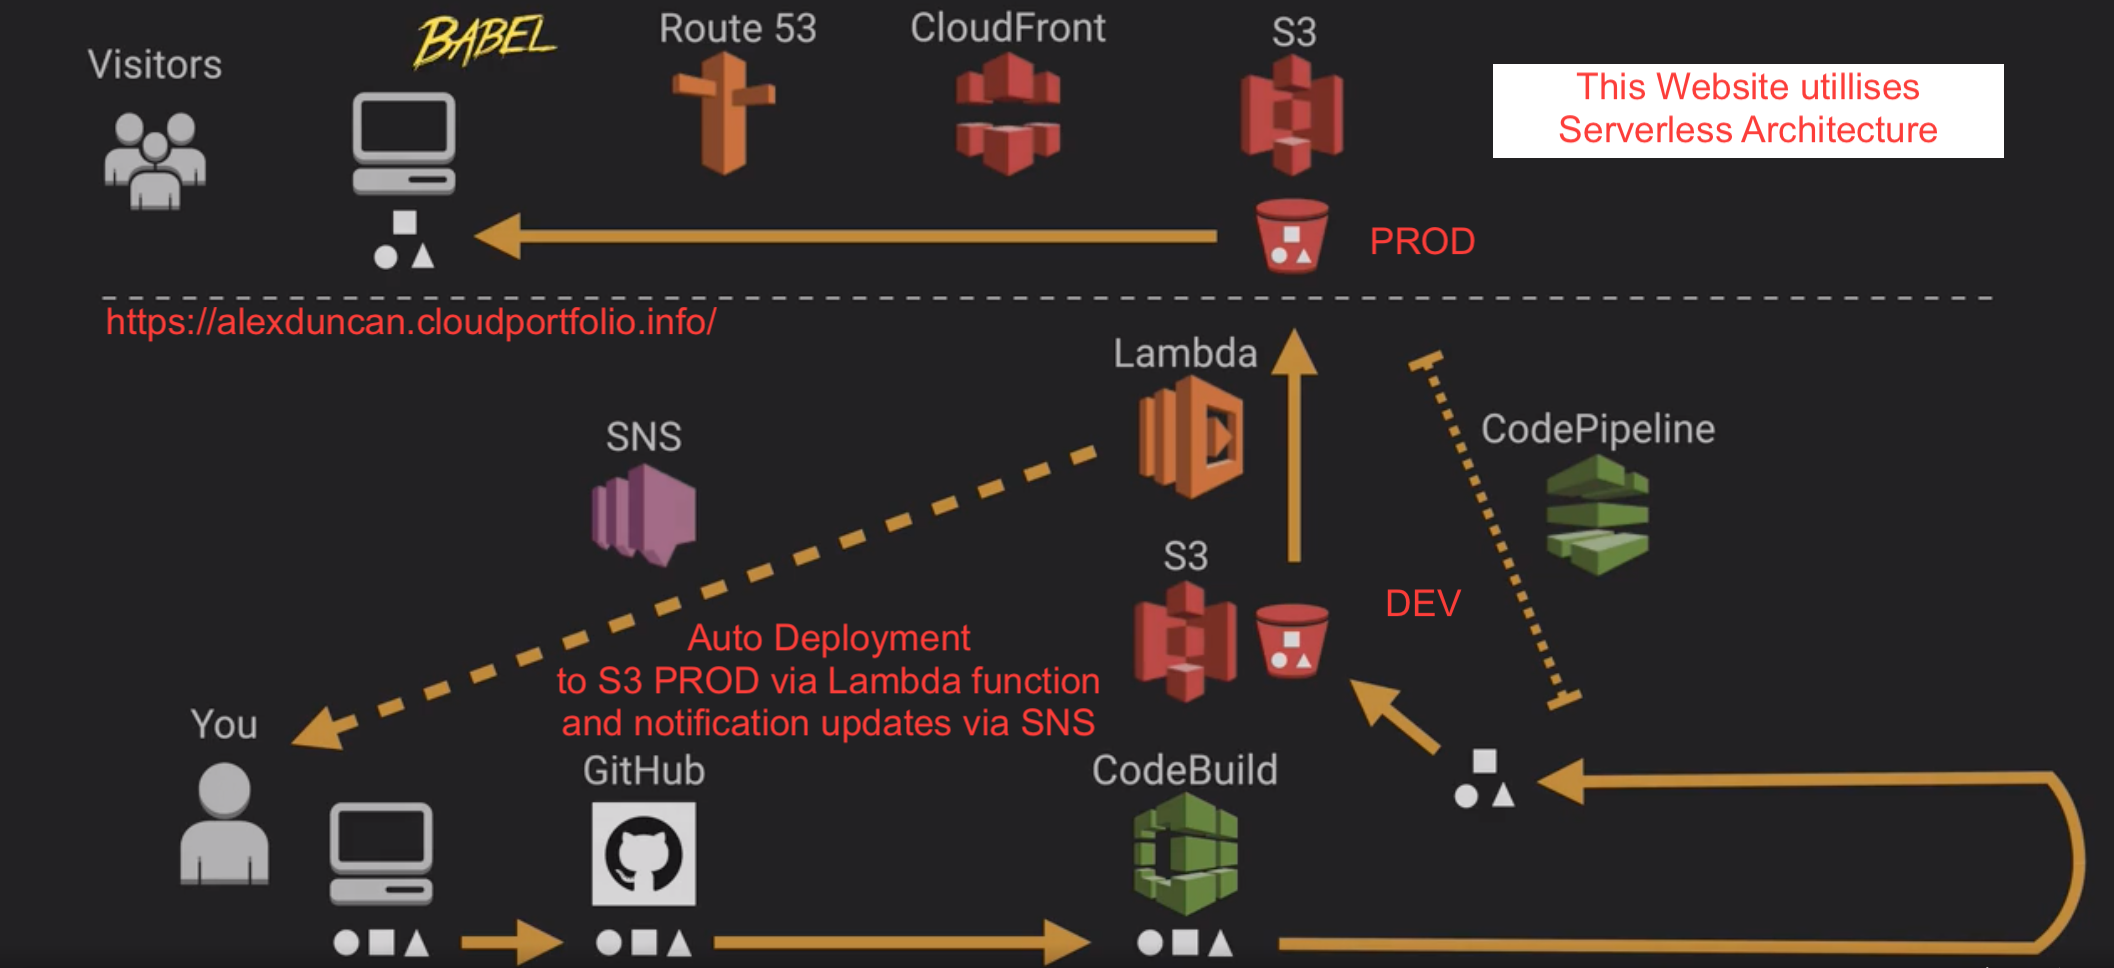 Visitors
BABEL
Route 53
CloudFront
S3
This Website utillises
Serverless Architecture
PROD
https://alexduncan.cloudportfolio.info/
Lambda
SNS
CodePipeline
S3
DEV
Auto Deployment
to S3 PROD via Lambda function
and notification updates via SNS
You
GitHub
CodeBuild